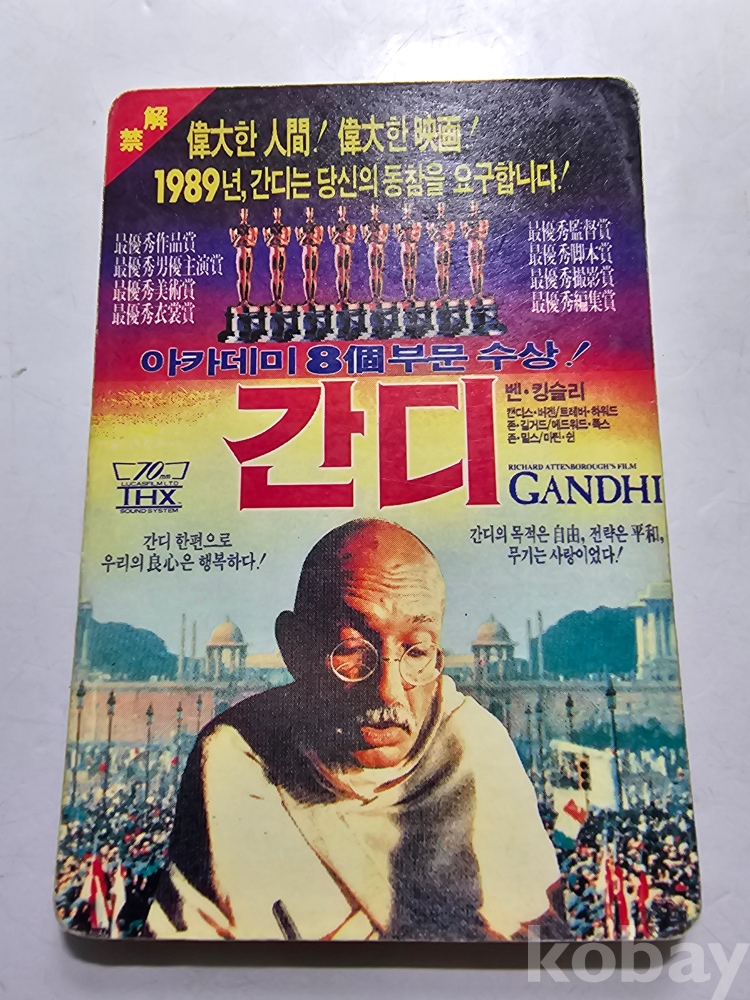 解
禁
偉大한 人間! 偉大한 映画!
1989년, 간디는 당신의 동참을 요구합니다!
最優秀作品賞
最優秀男優主演賞
最優秀美術賞
最優秀衣裳賞
最優秀監督賞
最優秀脚本賞
最優秀撮影賞
最優秀編集賞
아카데미 8個부문 수상!
간디
벤·킹슬리
캔디스·버겐/트레버·하워드
존·길거드/에드워드·폭스
존·밀스/마틴·쉰
RICHARD ATTENBOROUGH'S FILM
GANDHI
70mm
LUCASFILM LTD
THX
SOUND SYSTEM
간디 한편으로
우리의 良心은 행복하다!
간디의 목적은 自由, 전략은 平和,
무기는 사랑이었다!
kobay